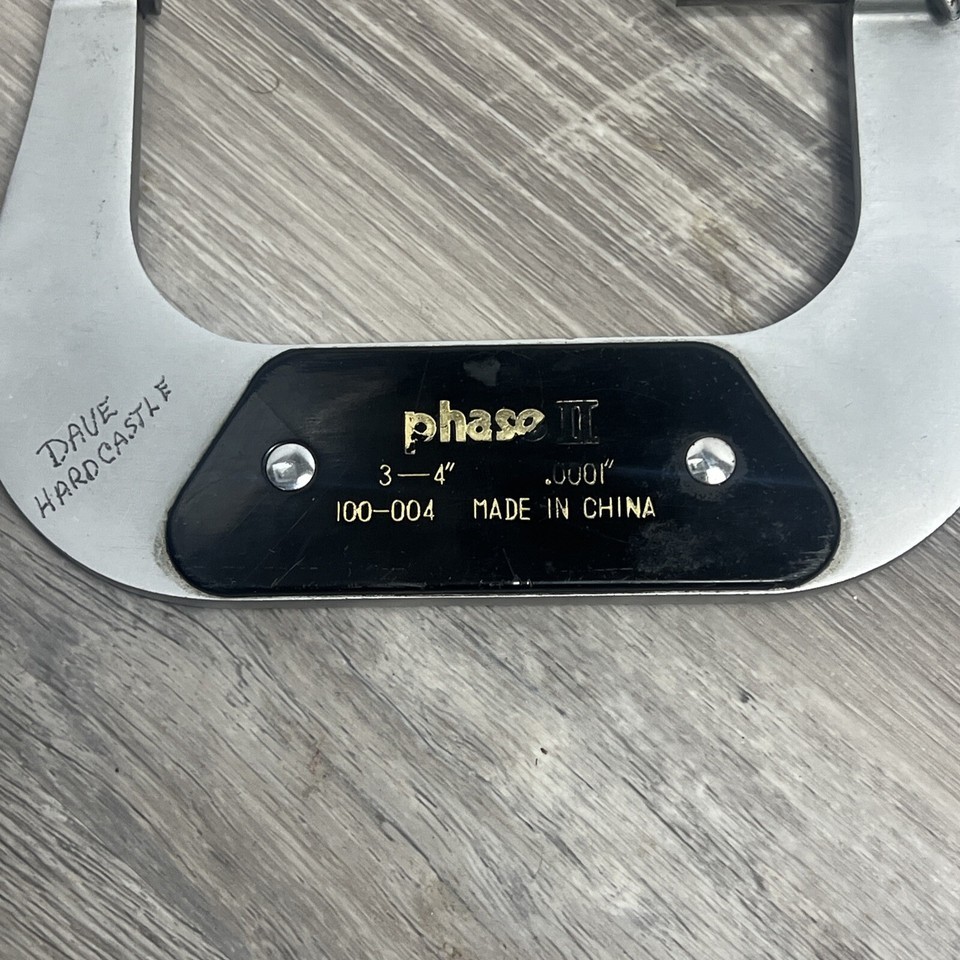 DAVE
HARDCASTLE
phase II
3—4" .0001"
100—004 MADE IN CHINA